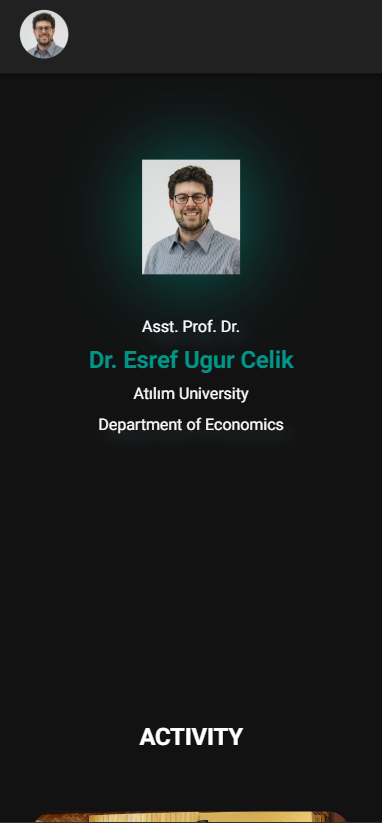 Asst. Prof. Dr.
Dr. Esref Ugur Celik
Atılım University
Department of Economics
ACTIVITY